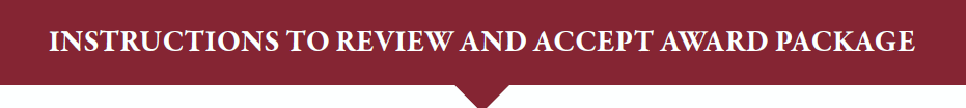 INSTRUCTIONS TO REVIEW AND ACCEPT AWARD PACKAGE